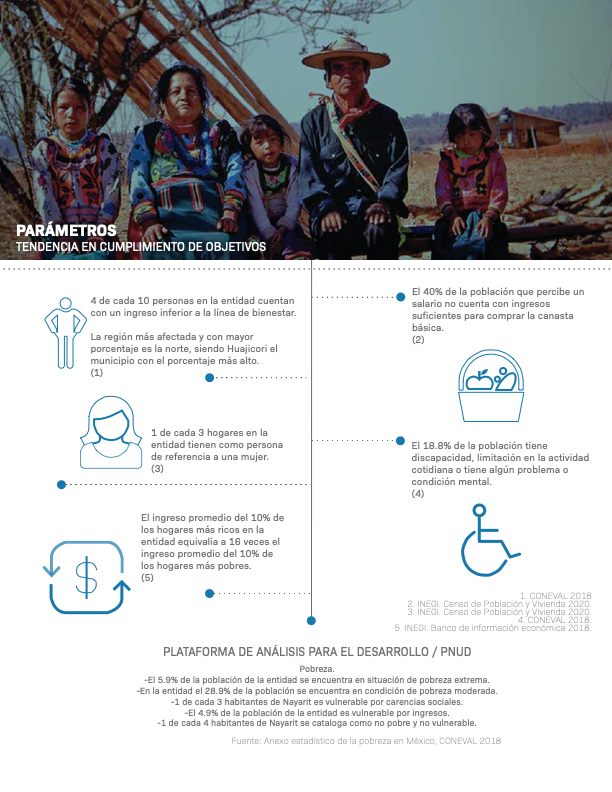 PARÁMETROS
TENDENCIA EN CUMPLIMIENTO DE OBJETIVOS
4 de cada 10 personas en la entidad cuentan
con un ingreso inferior a la línea de bienestar.
La región más afectada y con mayor
porcentaje es la norte, siendo Huajicori el
municipio con el porcentaje más alto.
(1)
El 40% de la población que percibe un
salario no cuenta con ingresos
suficientes para comprar la canasta
básica.
(2)
1 de cada 3 hogares en la
entidad tienen como persona
de referencia a una mujer.
(3)
El 18.8% de la población tiene
discapacidad, limitación en la actividad
cotidiana o tiene algún problema o
condición mental.
(4)
El ingreso promedio del 10% de
los hogares más ricos en la
entidad equivalía a 16 veces el
ingreso promedio del 10% de
los hogares más pobres.
(5)
$
1. CONEVAL 2018
2. INEGI. Censo de Población y Vivienda 2020.
3. INEGI. Censo de Población y Vivienda 2020.
4. CONEVAL 2018.
5. INEGI. Banco de información económica 2018.
PLATAFORMA DE ANÁLISIS PARA EL DESARROLLO / PNUD
Pobreza.
-El 5.9% de la población de la entidad se encuentra en situación de pobreza extrema.
-En la entidad el 28.9% de la población se encuentra en condición de pobreza moderada.
-1 de cada 3 habitantes de Nayarit es vulnerable por carencias sociales.
-El 4.9% de la población de la entidad es vulnerable por ingresos.
-1 de cada 4 habitantes de Nayarit se cataloga como no pobre y no vulnerable.
Fuente: Anexo estadístico de la pobreza en México, CONEVAL 2018